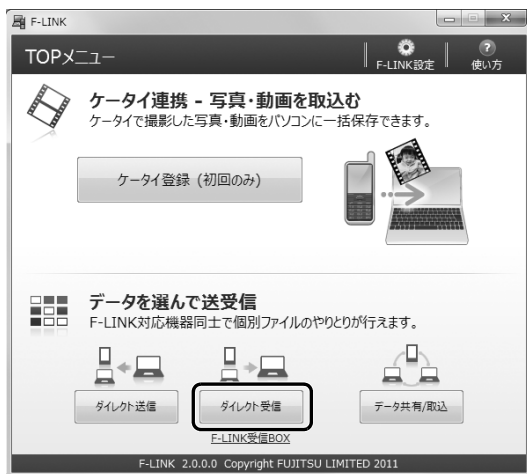 F-LINK
TOPメニュー
F-LINK設定
?
使い方
ケータイ連携 - 写真・動画を取込む
ケータイで撮影した写真・動画をパソコンに一括保存できます。
ケータイ登録 (初回のみ)
データを選んで送受信
F-LINK対応機器同士で個別ファイルのやりとりが行えます。
ダイレクト送信
ダイレクト受信
データ共有/取込
F-LINK受信BOX
F-LINK 2.0.0.0 Copyright FUJITSU LIMITED 2011